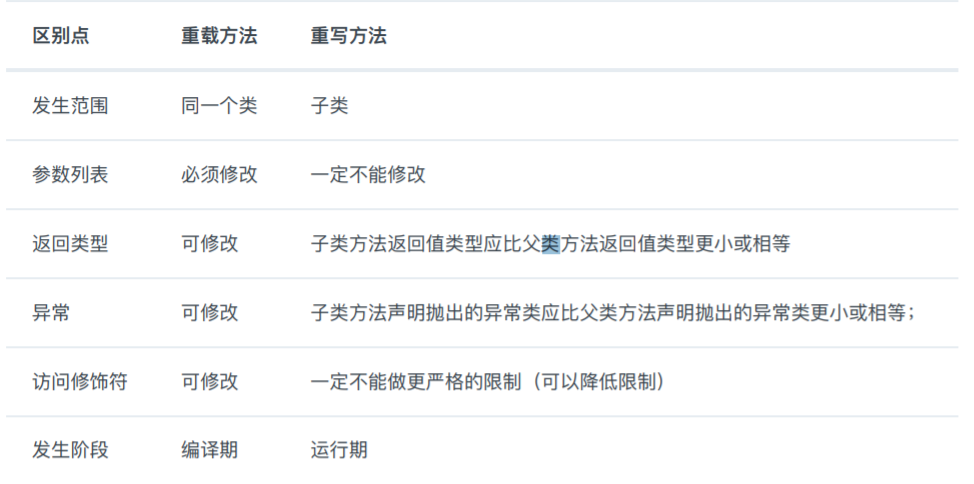 区别点 重载方法 重写方法
发生范围 同一个类 子类
参数列表 必须修改 一定不能修改
返回类型 可修改 子类方法返回值类型应比父类方法返回值类型更小或相等
异常 可修改 子类方法声明抛出的异常类应比父类方法声明抛出的异常类更小或相等；
访问修饰符 可修改 一定不能做更严格的限制（可以降低限制）
发生阶段 编译期 运行期